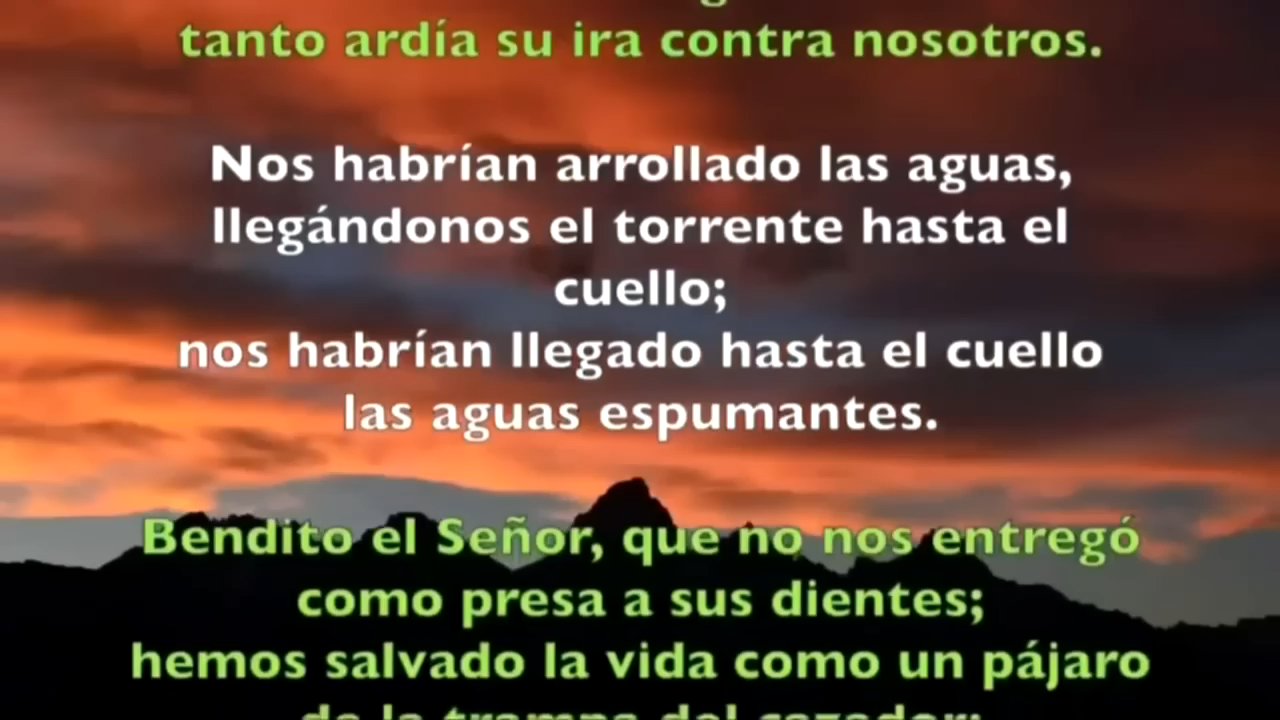 tanto ardía su ira contra nosotros.
Nos habrían arrollado las aguas,
llegándonos el torrente hasta el
cuello;
nos habrían llegado hasta el cuello
las aguas espumantes.
Bendito el Señor, que no nos entregó
como presa a sus dientes;
hemos salvado la vida como un pájaro
de la trampa del cazador;